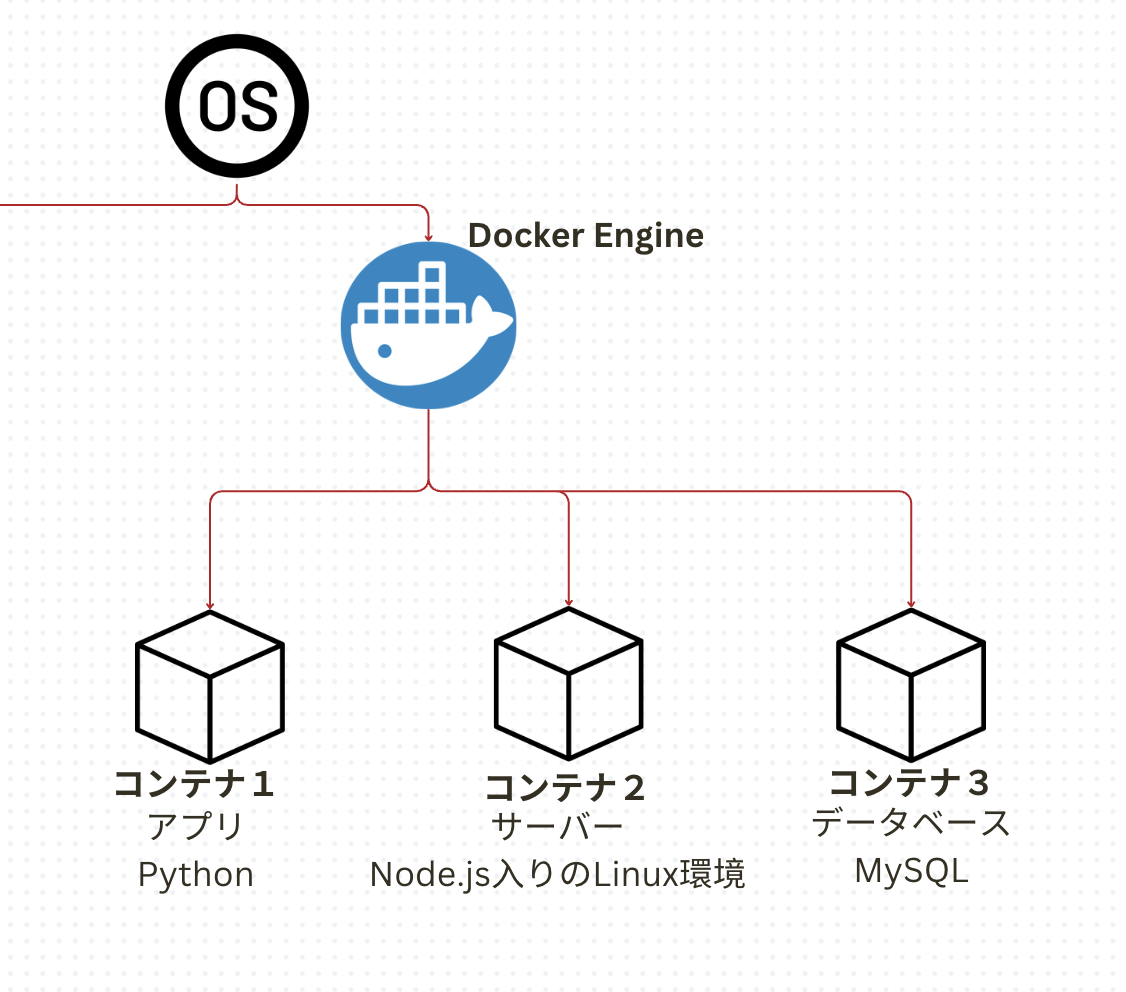 OS
Docker Engine
コンテナ１
アプリ
Python
コンテナ２
サーバー
Node.js入りのLinux環境
コンテナ３
データベース
MySQL